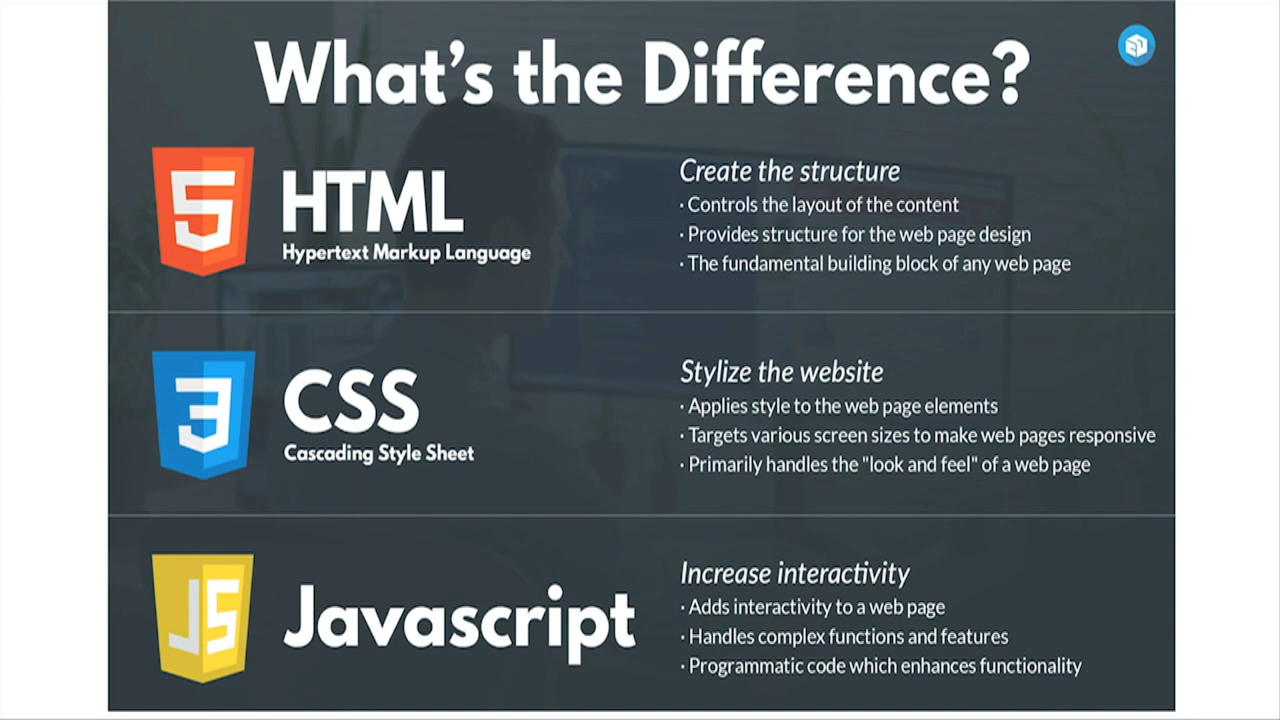 What's the Difference?
5
HTML
Hypertext Markup Language
Create the structure
· Controls the layout of the content
· Provides structure for the web page design
· The fundamental building block of any web page
3
CSS
Cascading Style Sheet
Stylize the website
· Applies style to the web page elements
· Targets various screen sizes to make web pages responsive
· Primarily handles the "look and feel" of a web page
JS
Javascript
Increase interactivity
· Adds interactivity to a web page
· Handles complex functions and features
· Programmatic code which enhances functionality